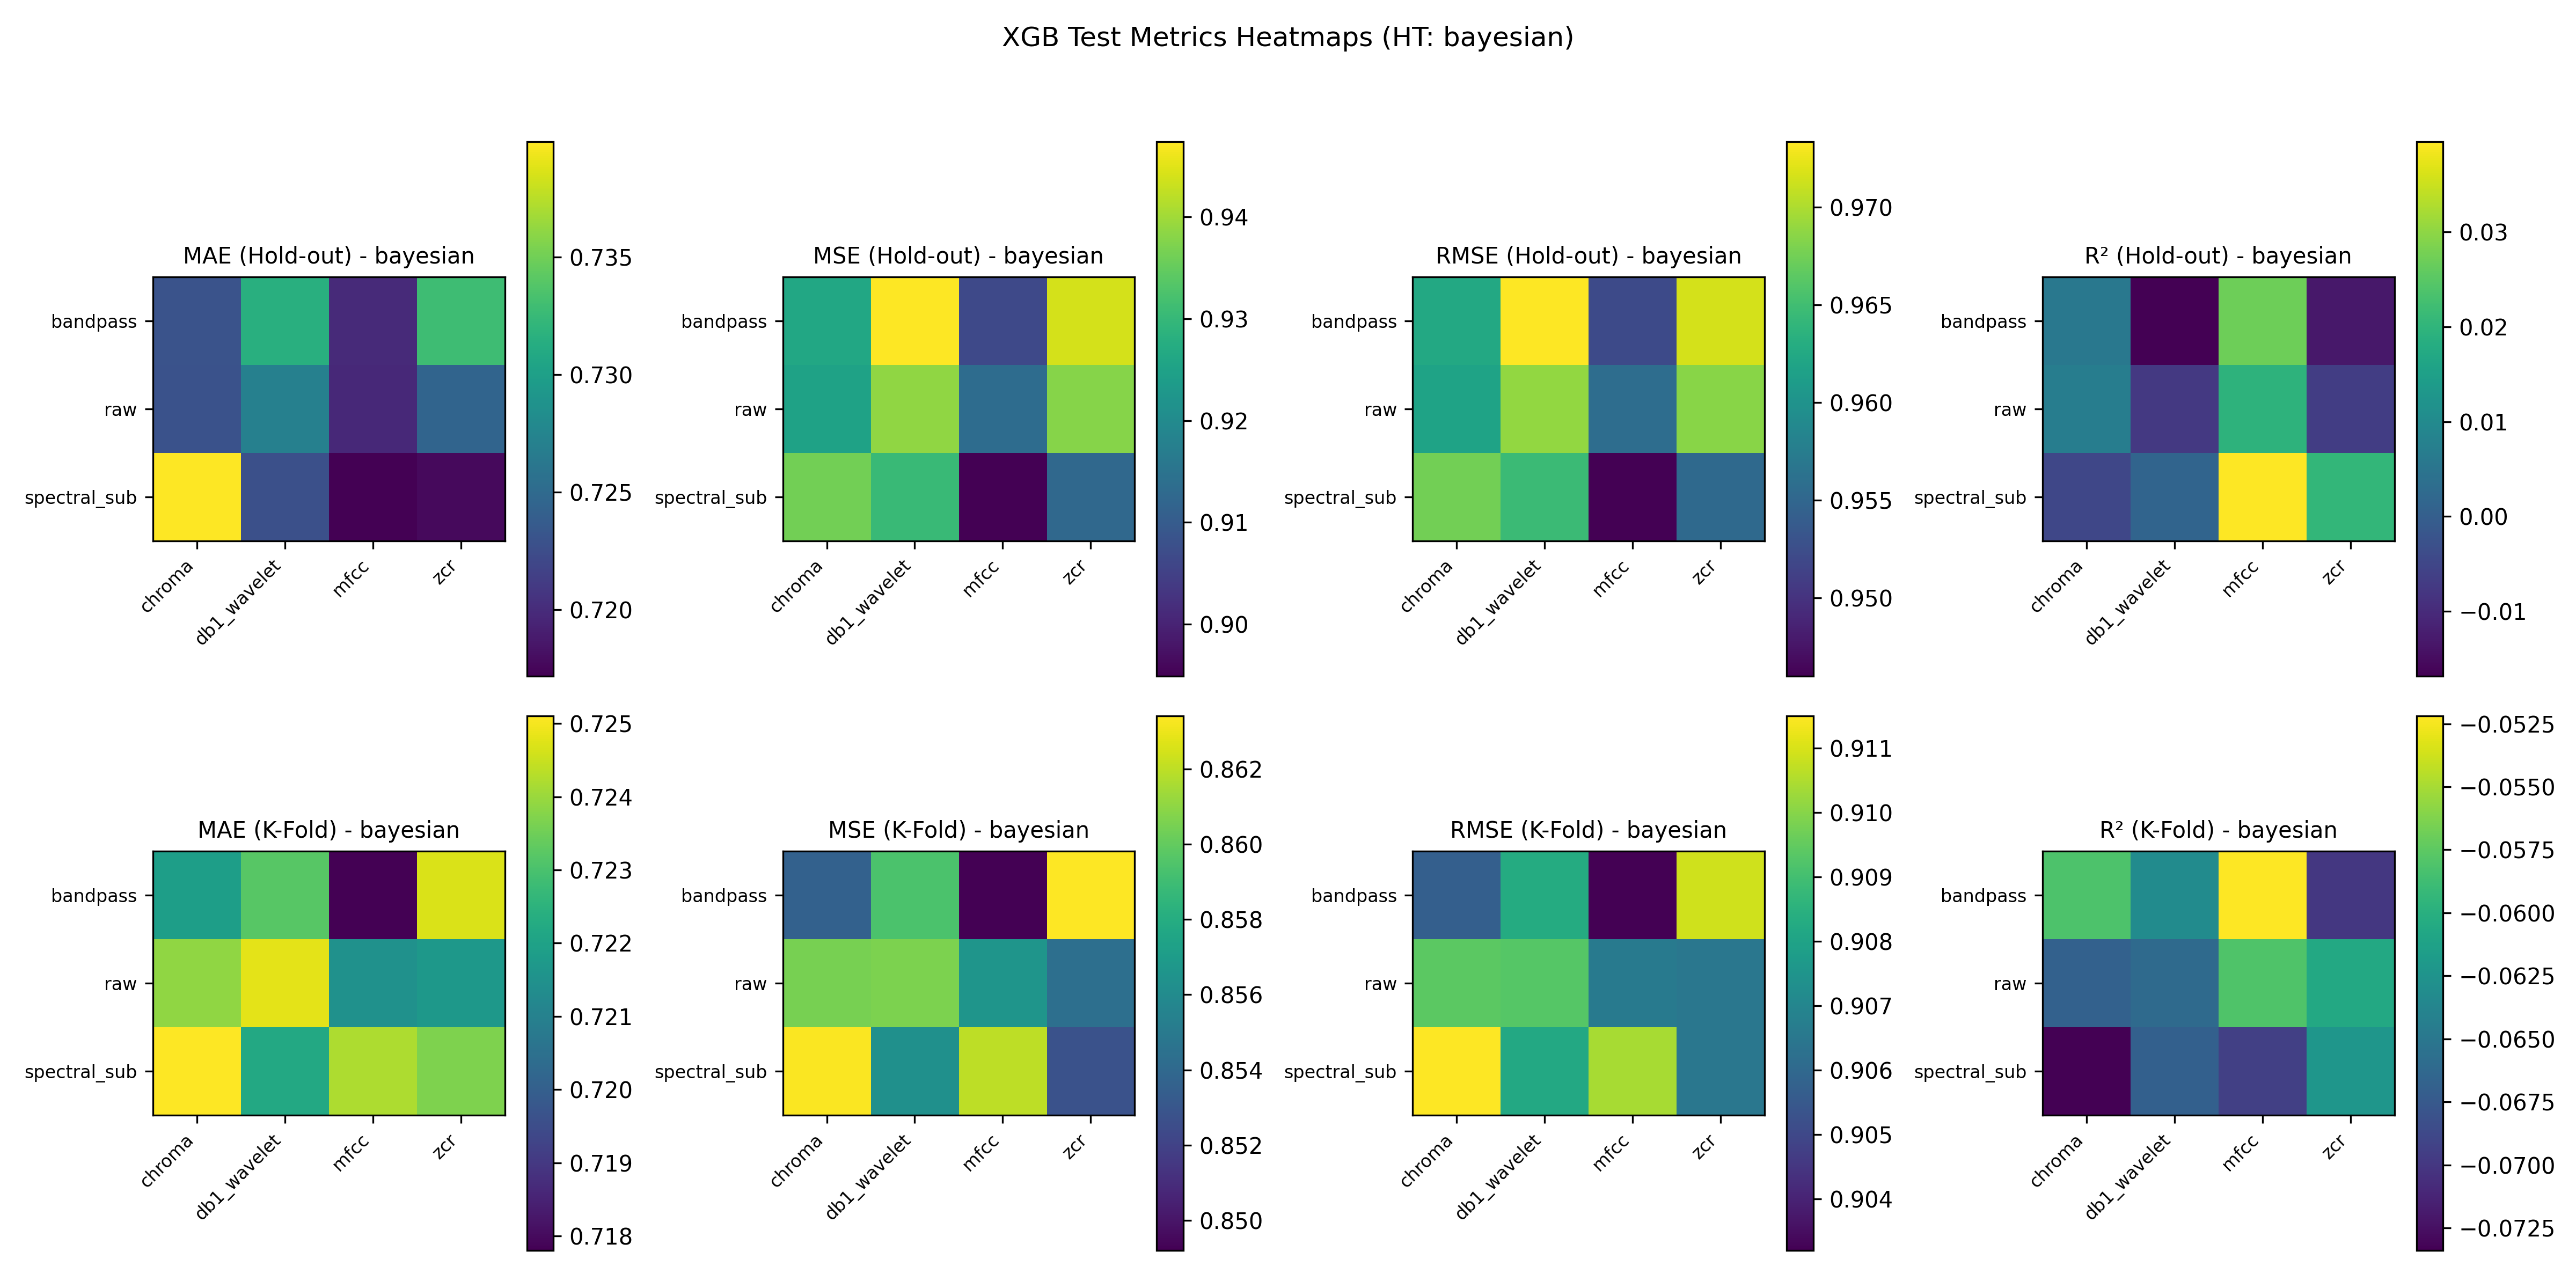 XGB Test Metrics Heatmaps (HT: bayesian)
MAE (Hold-out) - bayesian
bandpass
raw
spectral_sub
chroma
db1_wavelet
mfcc
zcr
0.735
0.730
0.725
0.720
MSE (Hold-out) - bayesian
bandpass
raw
spectral_sub
chroma
db1_wavelet
mfcc
zcr
0.94
0.93
0.92
0.91
0.90
RMSE (Hold-out) - bayesian
bandpass
raw
spectral_sub
chroma
db1_wavelet
mfcc
zcr
0.970
0.965
0.960
0.955
0.950
R² (Hold-out) - bayesian
bandpass
raw
spectral_sub
chroma
db1_wavelet
mfcc
zcr
0.03
0.02
0.01
0.00
−0.01
MAE (K-Fold) - bayesian
bandpass
raw
spectral_sub
chroma
db1_wavelet
mfcc
zcr
0.725
0.724
0.723
0.722
0.721
0.720
0.719
0.718
MSE (K-Fold) - bayesian
bandpass
raw
spectral_sub
chroma
db1_wavelet
mfcc
zcr
0.862
0.860
0.858
0.856
0.854
0.852
0.850
RMSE (K-Fold) - bayesian
bandpass
raw
spectral_sub
chroma
db1_wavelet
mfcc
zcr
0.911
0.910
0.909
0.908
0.907
0.906
0.905
0.904
R² (K-Fold) - bayesian
bandpass
raw
spectral_sub
chroma
db1_wavelet
mfcc
zcr
−0.0525
−0.0550
−0.0575
−0.0600
−0.0625
−0.0650
−0.0675
−0.0700
−0.0725